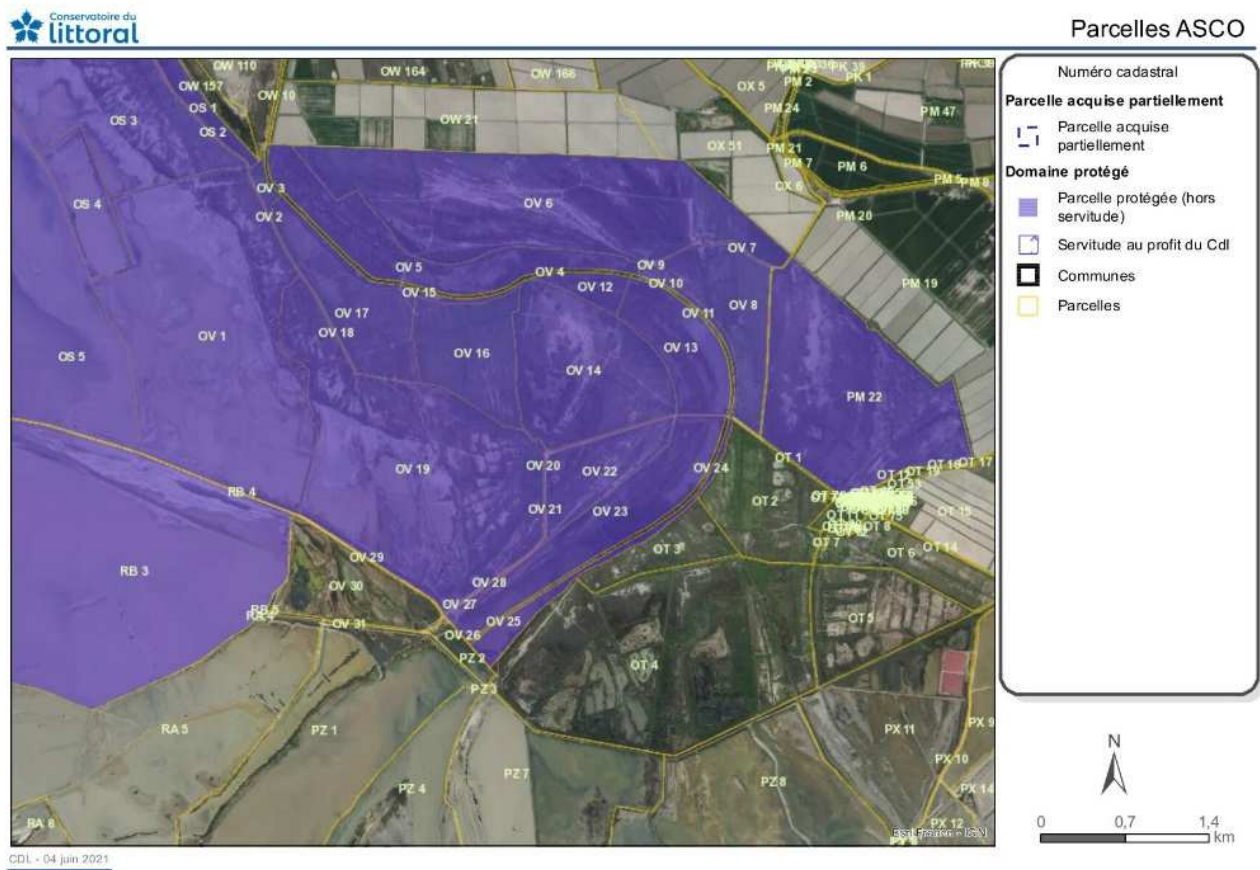 Conservatoire du
littoral
Parcelles ASCO
Numéro cadastral
Parcelle acquise partiellement
Parcelle acquise
partiellement
Domaine protégé
Parcelle protégée (hors
servitude)
Servitude au profit du Cdl
Communes
Parcelles
OW 110
OW 164
OW 166
OW 157
OW 10
OS 1
OS 3
OS 2
OW 21
OX 5
PM 2
PK 1
PM 24
PM 47
OX 51
PM 21
PM 7
PM 6
PM 5
PM 8
OV 3
OS 4
OV 2
OV 6
PM 20
OV 7
OV 5
OV 4
OV 9
OV 15
OV 12
OV 10
PM 19
OV 17
OV 11
OV 8
OV 1
OV 18
OS 5
OV 16
OV 13
OV 14
PM 22
OV 19
OV 20
OV 22
OV 24
OT 1
OT 18
OT 17
OT 19
RB 4
OV 21
OV 23
OT 2
OT 15
OT 8
OT 7
OT 3
OT 6
OT 14
OV 29
RB 3
OV 30
OV 28
OV 27
OV 31
OV 25
OV 26
OT 5
PZ 2
OT 4
PZ 3
RA 5
PZ 1
PX 11
PX 9
PZ 7
PZ 4
PZ 8
PX 10
PX 14
PX 12
N
0
0,7
1,4
km
CDL - 04 juin 2021